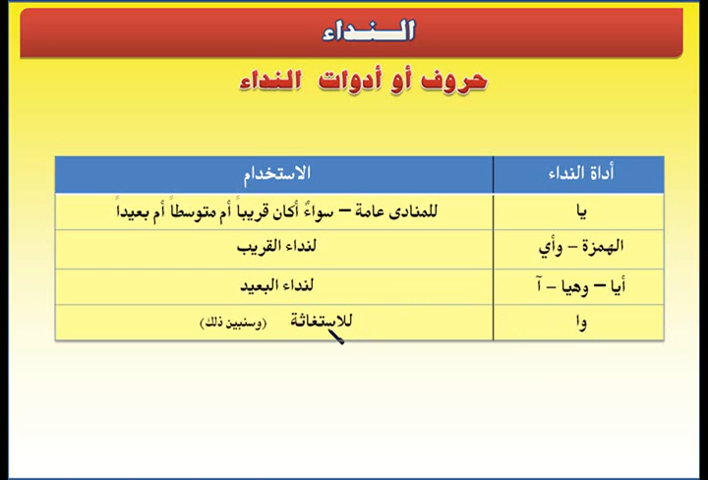 النداء
حروف أو أدوات النداء
أداة النداء الاستخدام
يا للمنادى عامة – سواءٌ أكان قريباً أم متوسطاً أم بعيداً
الهمزة – وأي لنداء القريب
أيا – وهيا – آ لنداء البعيد
وا للاستغاثة (وسنبين ذلك)